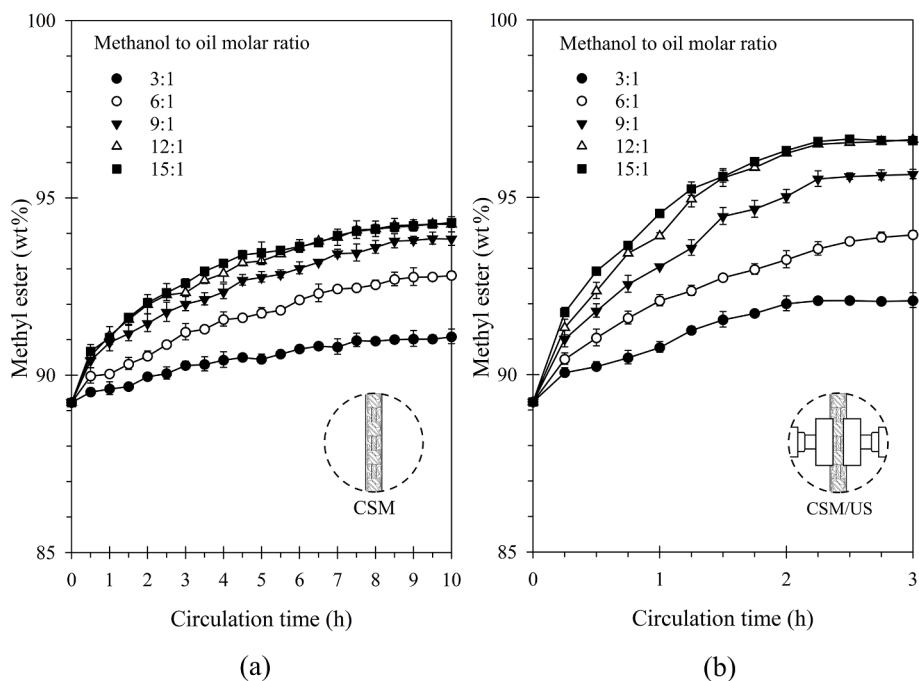 100
95
90
85
Methyl ester (wt%)
Methanol to oil molar ratio
3:1
6:1
9:1
12:1
15:1
CSM
0 1 2 3 4 5 6 7 8 9 10
Circulation time (h)
(a)
100
95
90
85
Methyl ester (wt%)
Methanol to oil molar ratio
3:1
6:1
9:1
12:1
15:1
CSM/US
0 1 2 3
Circulation time (h)
(b)